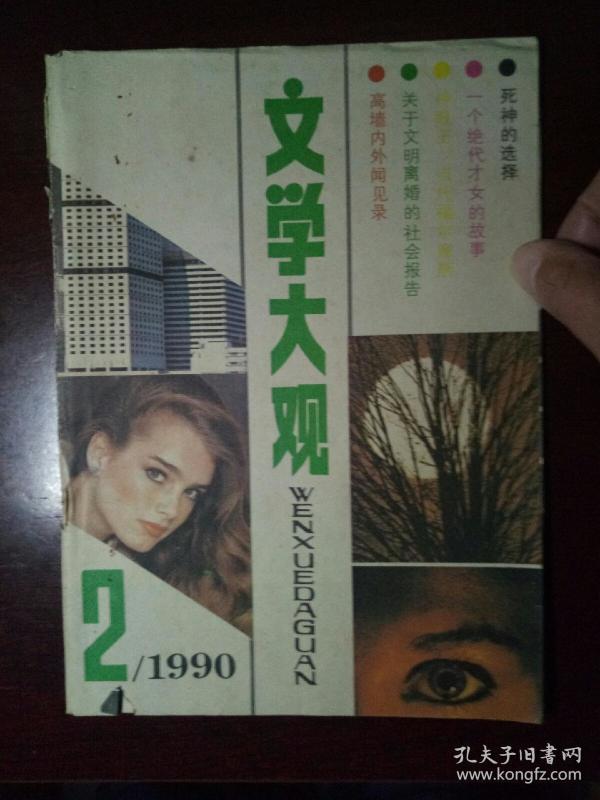 文学大观
WENXUEDAGUAN
死神的选择
一个绝代才女的故事
关于文明离婚的社会报告
高墙内外闻见录
2/1990
孔夫子旧书网
www.kongfz.com